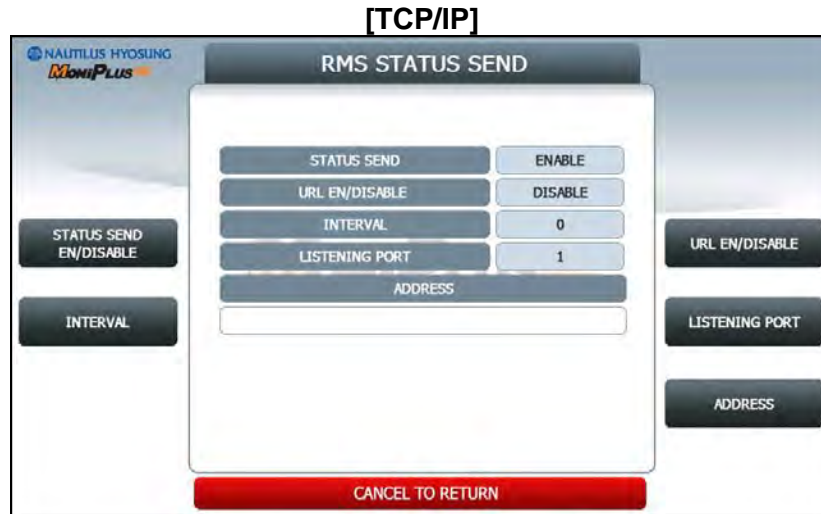 [TCP/IP]
NAUTILUS HYOSUNG
MONIPLUS
RMS STATUS SEND
STATUS SEND ENABLE
URL EN/DISABLE DISABLE
INTERVAL 0
LISTENING PORT 1
ADDRESS
STATUS SEND
EN/DISABLE
INTERVAL
URL EN/DISABLE
LISTENING PORT
ADDRESS
CANCEL TO RETURN